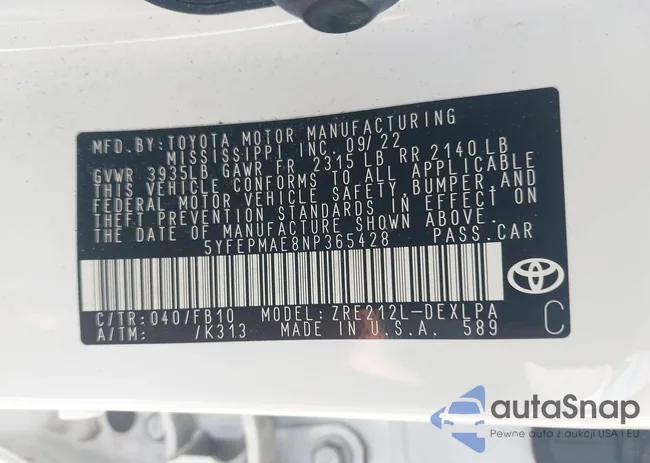 MFD. BY: TOYOTA MOTOR MANUFACTURING
MISSISSIPPI INC. 09/22
GVWR 3935LB GAWR FR 2315 LB RR 2140 LB
THIS VEHICLE CONFORMS TO ALL APPLICABLE
FEDERAL MOTOR VEHICLE SAFETY, BUMPER, AND
THEFT PREVENTION STANDARDS IN EFFECT ON
THE DATE OF MANUFACTURE SHOWN ABOVE.
5YFEPMAE8NP365428 PASS. CAR
C/TR: 040/FB10 MODEL: ZRE212L-DEXLPA
A/TM: /K313 MADE IN U.S.A. 589 C
autoSnap
Pewne auto z aukcji USA i EU